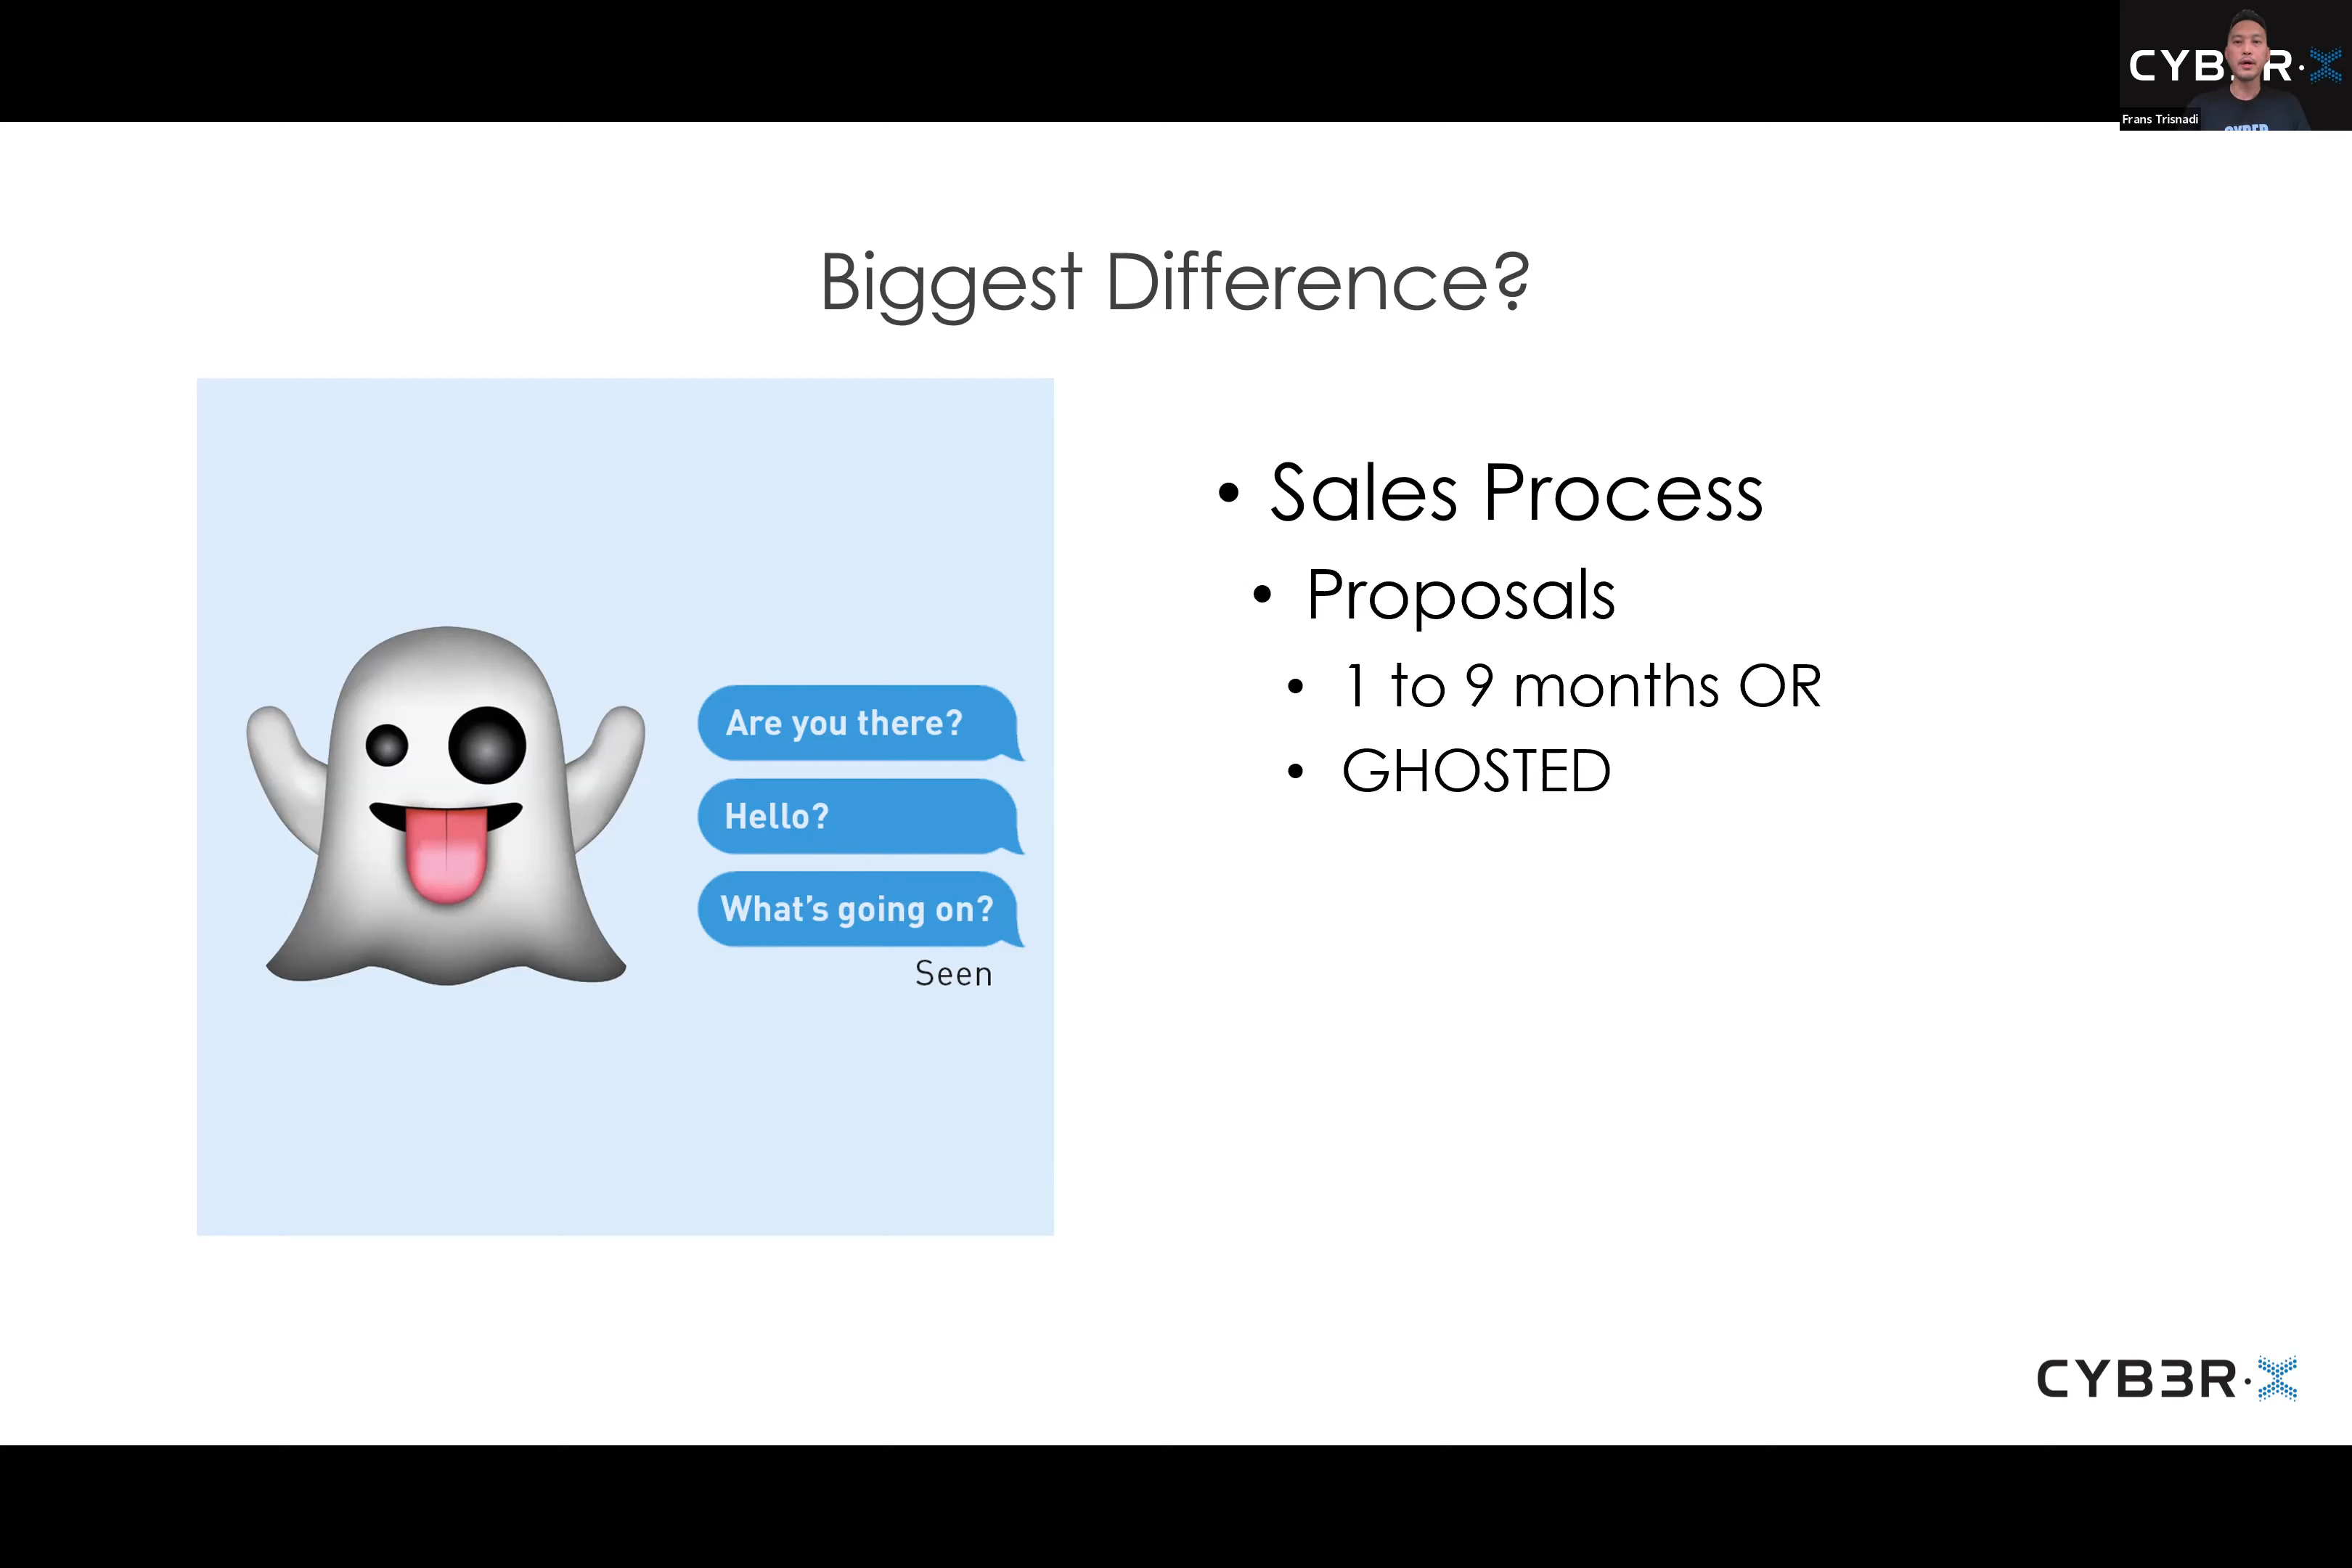 CYB R
Frans Trisnadi
CYBER
Biggest Difference?
Are you there?
Hello?
What's going on?
Seen
• Sales Process
• Proposals
• 1 to 9 months OR
• GHOSTED
CYB3R·X